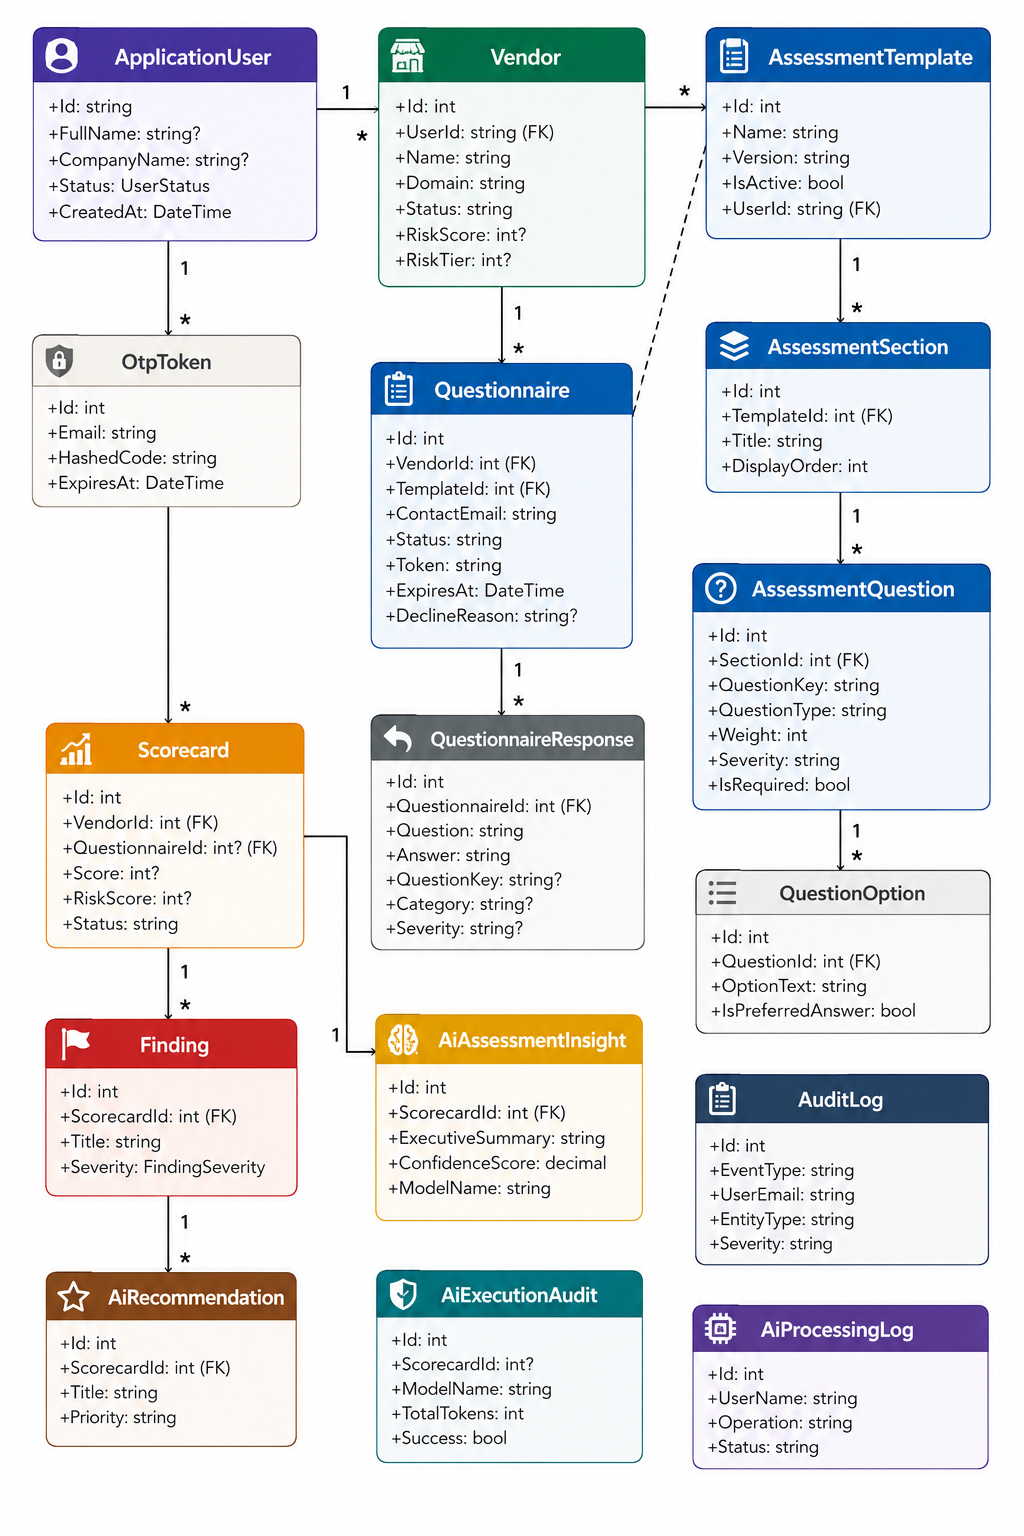 ApplicationUser
+Id: string
+FullName: string?
+CompanyName: string?
+Status: UserStatus
+CreatedAt: DateTime
1
*
Vendor
+Id: int
+UserId: string (FK)
+Name: string
+Domain: string
+Status: string
+RiskScore: int?
+RiskTier: int?
*
AssessmentTemplate
+Id: int
+Name: string
+Version: string
+IsActive: bool
+UserId: string (FK)
1
*
OtpToken
+Id: int
+Email: string
+HashedCode: string
+ExpiresAt: DateTime
1
*
Questionnaire
+Id: int
+VendorId: int (FK)
+TemplateId: int (FK)
+ContactEmail: string
+Status: string
+Token: string
+ExpiresAt: DateTime
+DeclineReason: string?
1
*
AssessmentSection
+Id: int
+TemplateId: int (FK)
+Title: string
+DisplayOrder: int
1
*
AssessmentQuestion
+Id: int
+SectionId: int (FK)
+QuestionKey: string
+QuestionType: string
+Weight: int
+Severity: string
+IsRequired: bool
*
Scorecard
+Id: int
+VendorId: int (FK)
+QuestionnaireId: int? (FK)
+Score: int?
+RiskScore: int?
+Status: string
1
*
QuestionnaireResponse
+Id: int
+QuestionnaireId: int (FK)
+Question: string
+Answer: string
+QuestionKey: string?
+Category: string?
+Severity: string?
1
*
QuestionOption
+Id: int
+QuestionId: int (FK)
+OptionText: string
+IsPreferredAnswer: bool
1
*
Finding
+Id: int
+ScorecardId: int (FK)
+Title: string
+Severity: FindingSeverity
1
AiAssessmentInsight
+Id: int
+ScorecardId: int (FK)
+ExecutiveSummary: string
+ConfidenceScore: decimal
+ModelName: string
AuditLog
+Id: int
+EventType: string
+UserEmail: string
+EntityType: string
+Severity: string
1
*
AiRecommendation
+Id: int
+ScorecardId: int (FK)
+Title: string
+Priority: string
AiExecutionAudit
+Id: int
+ScorecardId: int?
+ModelName: string
+TotalTokens: int
+Success: bool
AiProcessingLog
+Id: int
+UserName: string
+Operation: string
+Status: string